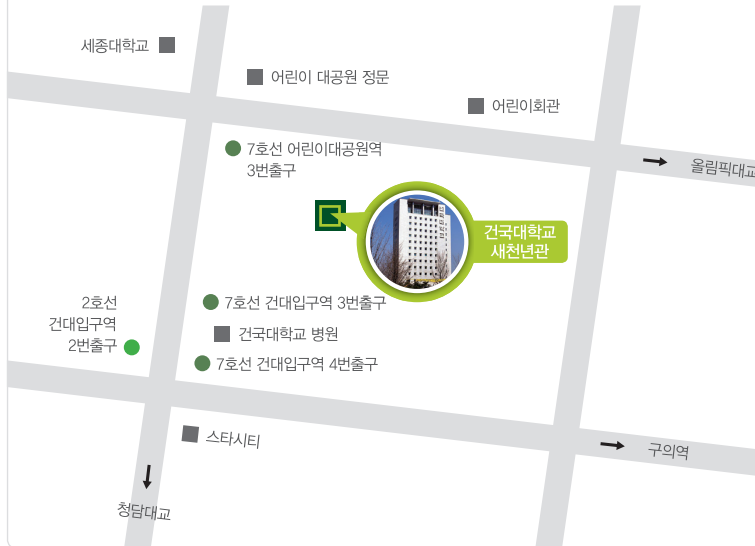 세종대학교
어린이 대공원 정문
어린이회관
7호선 어린이대공원역
3번출구
올림픽대교
건국대학교
새천년관
2호선
건대입구역
2번출구
7호선 건대입구역 3번출구
건국대학교 병원
7호선 건대입구역 4번출구
스타시티
구의역
청담대교